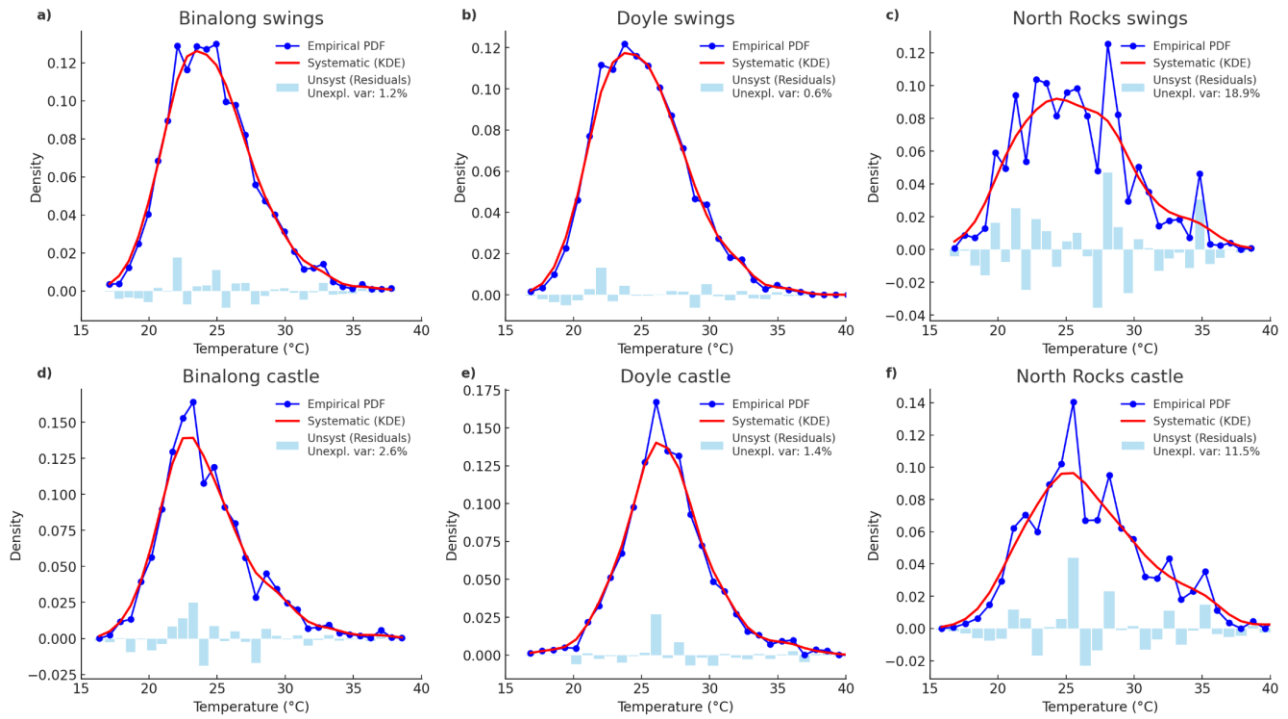 a)
Binalong swings
Empirical PDF
Systematic (KDE)
Unsyst (Residuals)
Unexpl. var: 1.2%
Density
0.12
0.10
0.08
0.06
0.04
0.02
0.00
15
20
25
30
35
40
Temperature (°C)
b)
Doyle swings
Empirical PDF
Systematic (KDE)
Unsyst (Residuals)
Unexpl. var: 0.6%
Density
0.12
0.10
0.08
0.06
0.04
0.02
0.00
15
20
25
30
35
40
Temperature (°C)
c)
North Rocks swings
Empirical PDF
Systematic (KDE)
Unsyst (Residuals)
Unexpl. var: 18.9%
Density
0.12
0.10
0.08
0.06
0.04
0.02
0.00
−0.02
−0.04
15
20
25
30
35
40
Temperature (°C)
d)
Binalong castle
Empirical PDF
Systematic (KDE)
Unsyst (Residuals)
Unexpl. var: 2.6%
Density
0.150
0.125
0.100
0.075
0.050
0.025
0.000
−0.025
15
20
25
30
35
40
Temperature (°C)
e)
Doyle castle
Empirical PDF
Systematic (KDE)
Unsyst (Residuals)
Unexpl. var: 1.4%
Density
0.175
0.150
0.125
0.100
0.075
0.050
0.025
0.000
15
20
25
30
35
40
Temperature (°C)
f)
North Rocks castle
Empirical PDF
Systematic (KDE)
Unsyst (Residuals)
Unexpl. var: 11.5%
Density
0.14
0.12
0.10
0.08
0.06
0.04
0.02
0.00
−0.02
15
20
25
30
35
40
Temperature (°C)